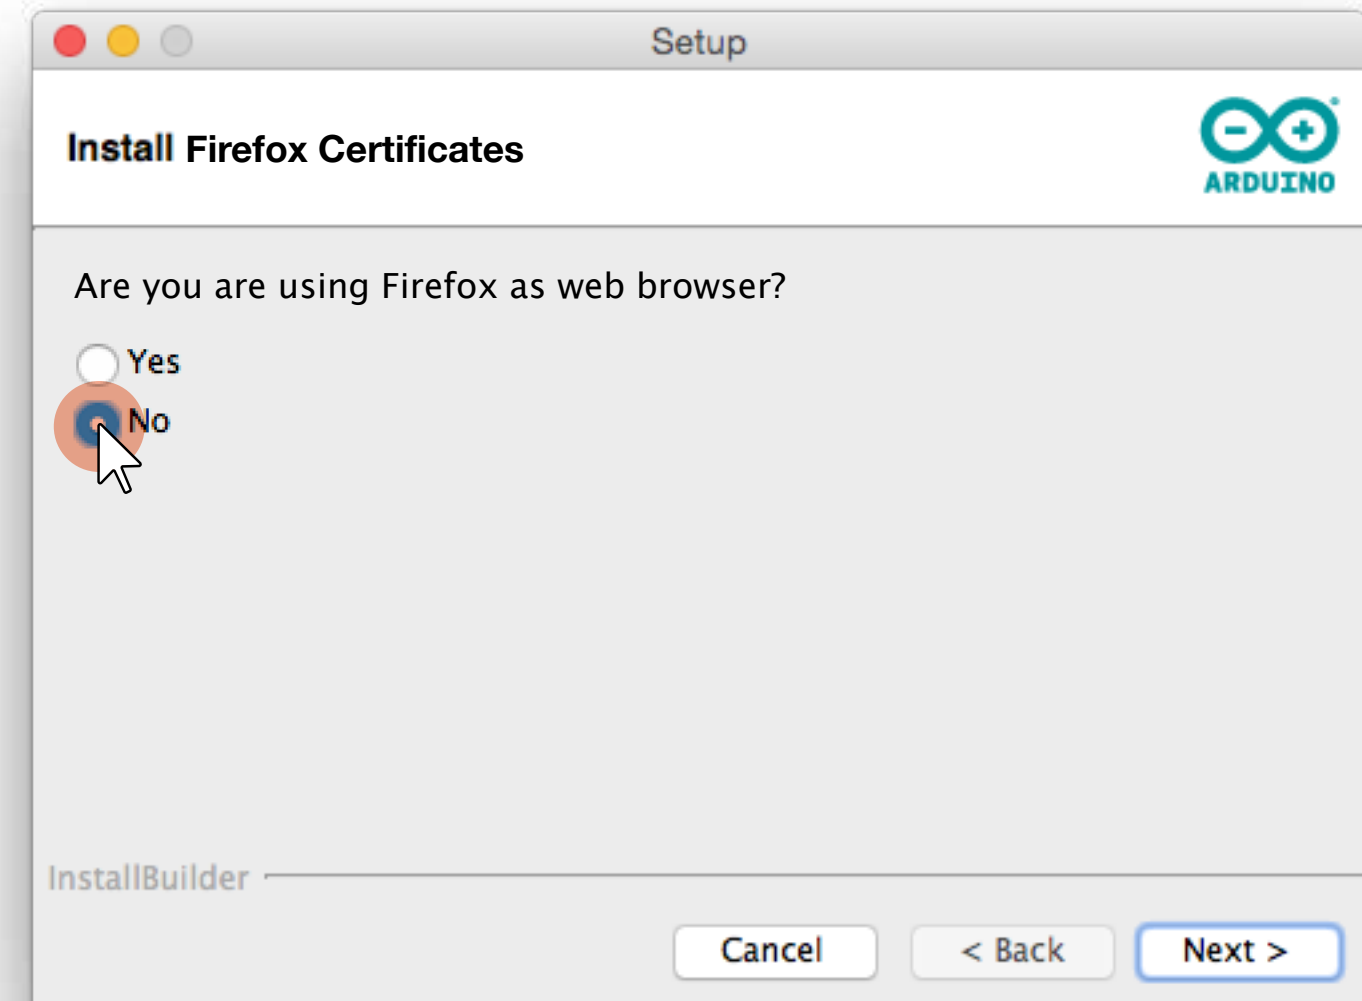 Setup
Install Firefox Certificates
ARDUINO
Are you are using Firefox as web browser?
Yes
No
InstallBuilder
Cancel
< Back
Next >